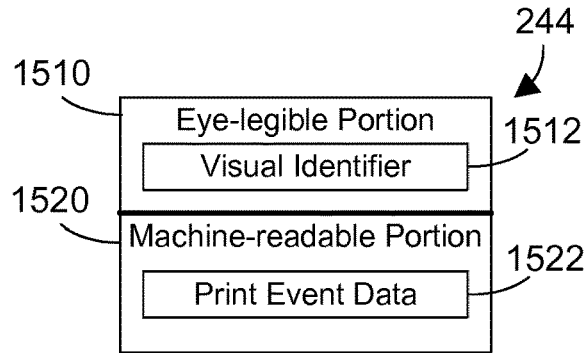 244
1510
Eye-legible Portion
1512
Visual Identifier
1520
Machine-readable Portion
1522
Print Event Data